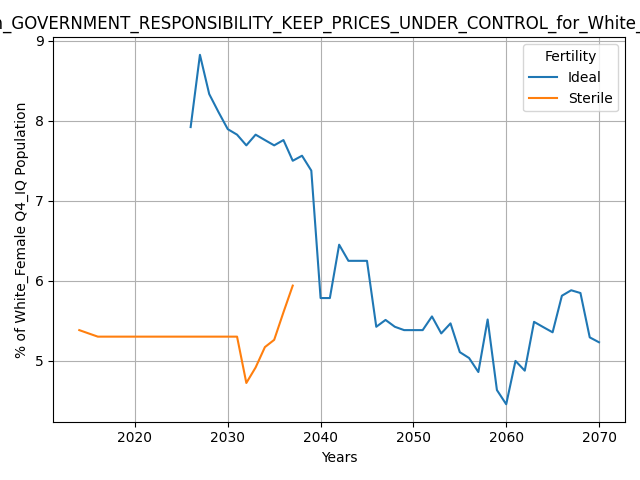 GOVERNMENT_RESPONSIBILITY_KEEP_PRICES_UNDER_CONTROL_for_White_
% of White_Female Q4_IQ Population
9
8
7
6
5
Fertility
Ideal
Sterile
2020 2030 2040 2050 2060 2070
Years